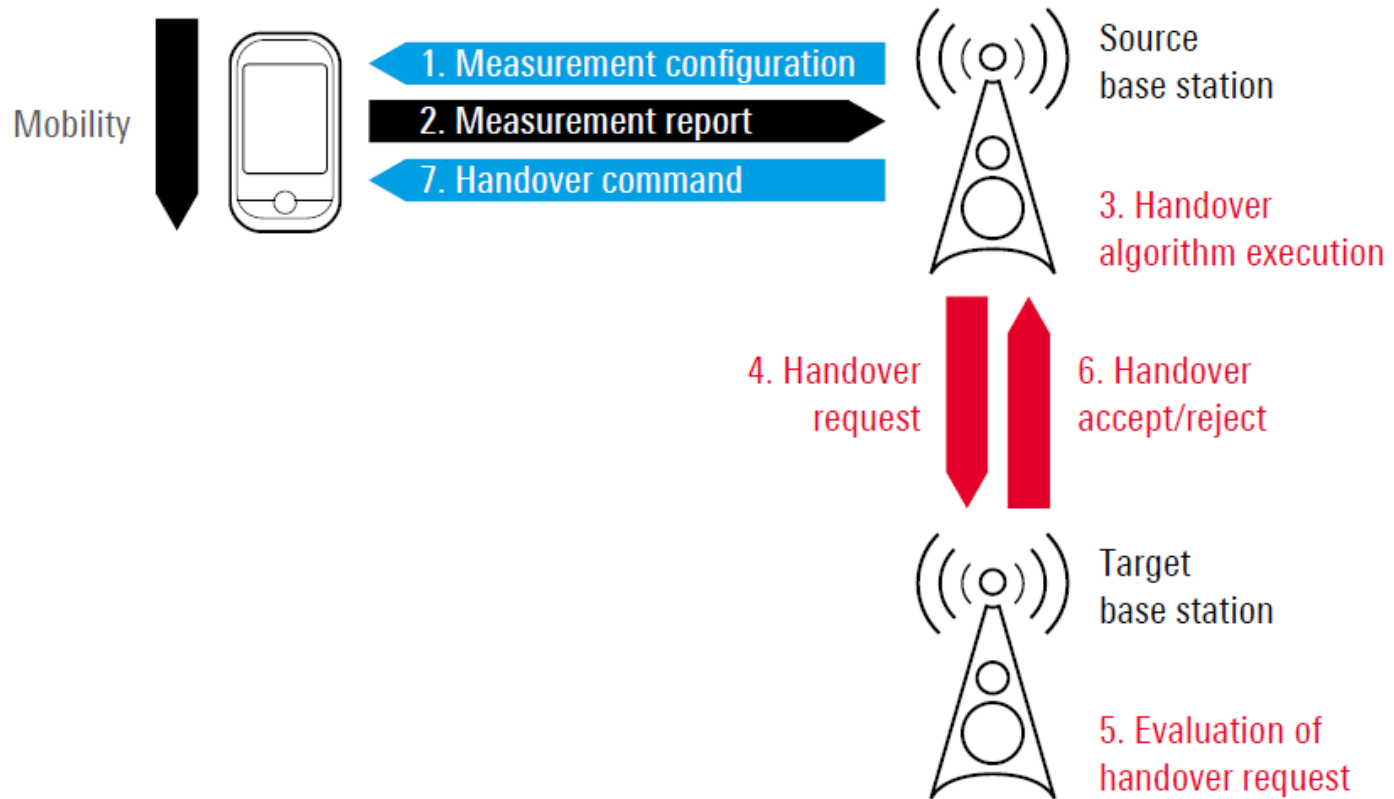 Mobility
1. Measurement configuration
2. Measurement report
7. Handover command
Source
base station
3. Handover
algorithm execution
4. Handover
request
6. Handover
accept/reject
Target
base station
5. Evaluation of
handover request